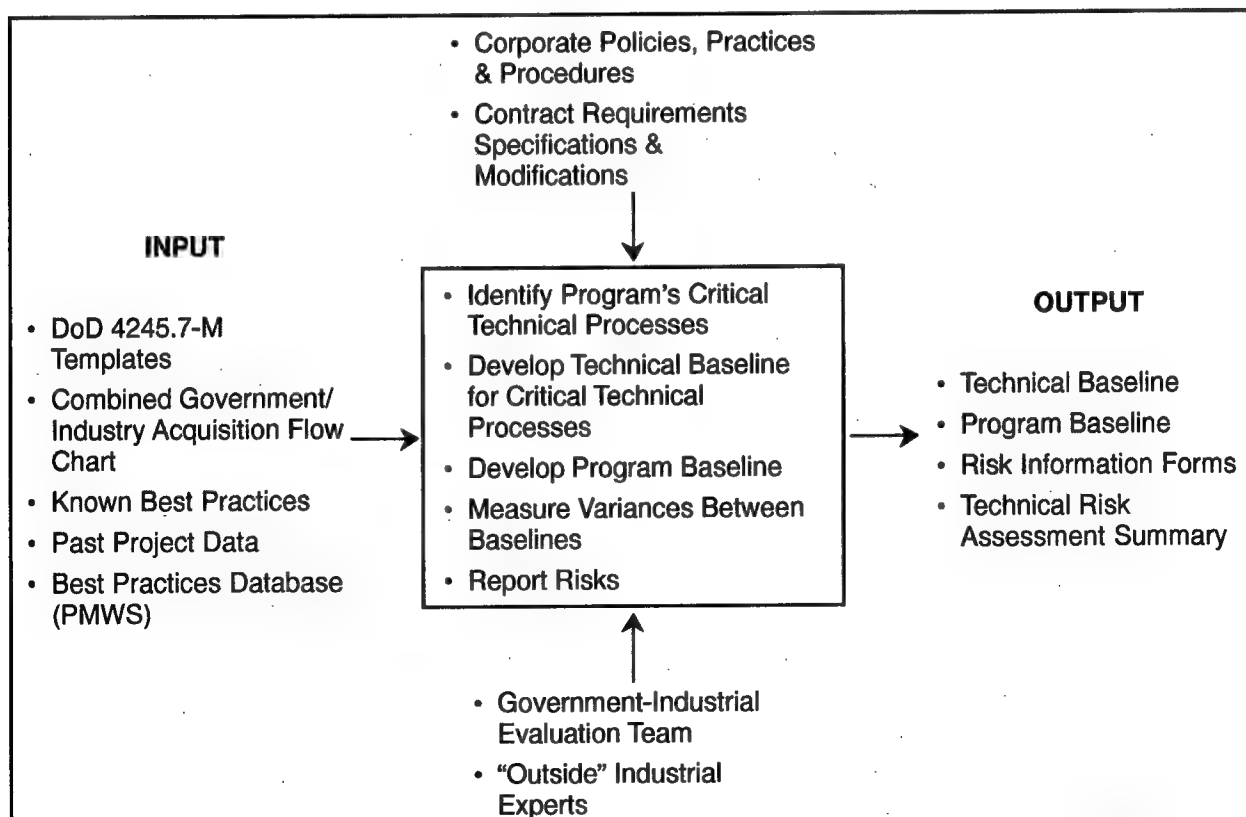 • Corporate Policies, Practices
& Procedures
• Contract Requirements
Specifications &
Modifications
INPUT
• DoD 4245.7-M
Templates
• Combined Government/
Industry Acquisition Flow
Chart
• Known Best Practices
• Past Project Data
• Best Practices Database
(PMWS)
• Identify Program's Critical
Technical Processes
• Develop Technical Baseline
for Critical Technical
Processes
• Develop Program Baseline
• Measure Variances Between
Baselines
• Report Risks
OUTPUT
• Technical Baseline
• Program Baseline
• Risk Information Forms
• Technical Risk
Assessment Summary
• Government-Industrial
Evaluation Team
• “Outside” Industrial
Experts